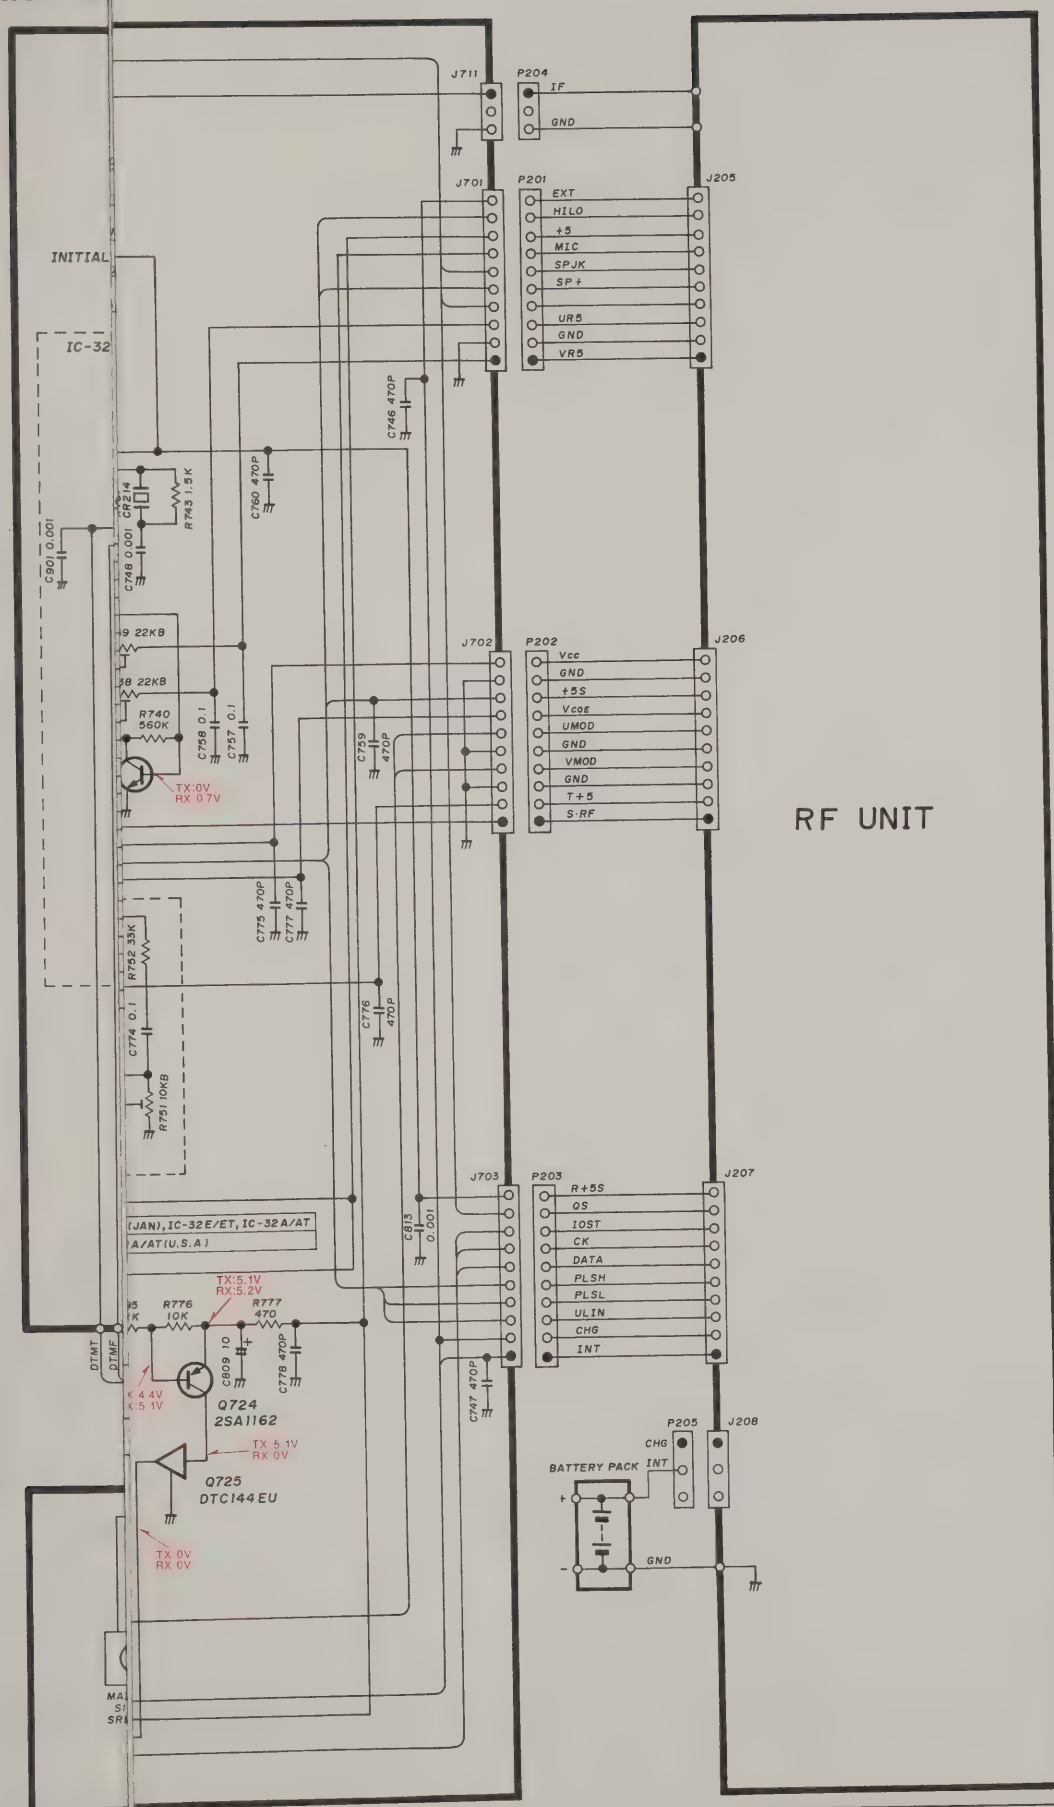 J711
P204
IF
GND
J701
P201
J205
EXT
HILO
+5
MIC
SPJK
SP+
UR5
GND
VR5
INITIAL
IC-32
C746 470P
C760 470P
CR214
R743 1.5K
C748 0.001
C901 0.001
22KB
22KB
R740
560K
C758 0.1
C757 0.1
TX:0V
RX 0.7V
J702
P202
J206
Vcc
GND
+5S
VcoE
UMOD
GND
VMOD
GND
T+5
S·RF
C759
470P
RF UNIT
C775 470P
C777 470P
R752 33K
C774 0.1
R751 10KB
C776
470P
J703
P203
J207
R+5S
QS
IOST
CK
DATA
PLSH
PLSL
ULIN
CHG
INT
C813
0.001
(JAN), IC-32E/ET, IC-32A/AT
A/AT(U.S.A)
TX:5.1V
RX:5.2V
R776
10K
R777
470
C809 10
+
C778 470P
C747 470P
DTMT
DTMF
4.4V
5.1V
Q724
2SA1162
TX 5.1V
RX 0V
Q725
DTC144EU
TX 0V
RX 0V
P205
J208
CHG
INT
BATTERY PACK
+
-
GND